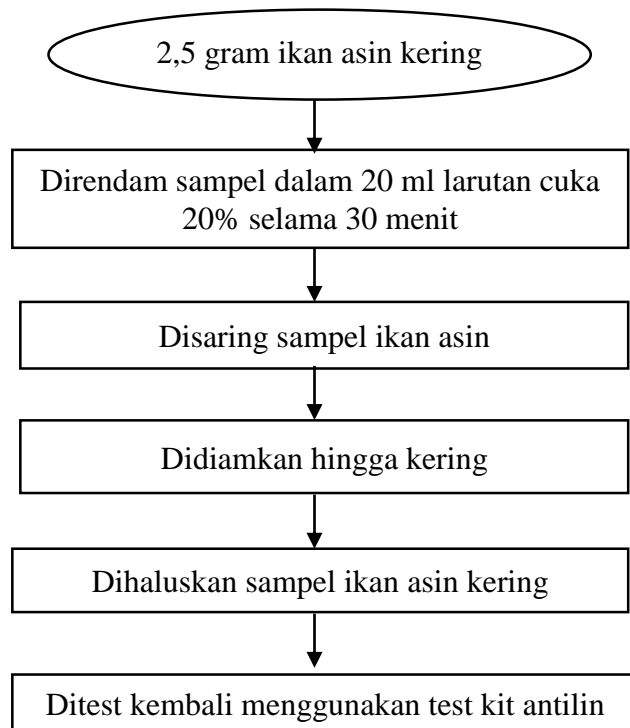 2,5 gram ikan asin kering
Direndam sampel dalam 20 ml larutan cuka
20% selama 30 menit
Disaring sampel ikan asin
Didiamkan hingga kering
Dihaluskan sampel ikan asin kering
Ditest kembali menggunakan test kit antilin